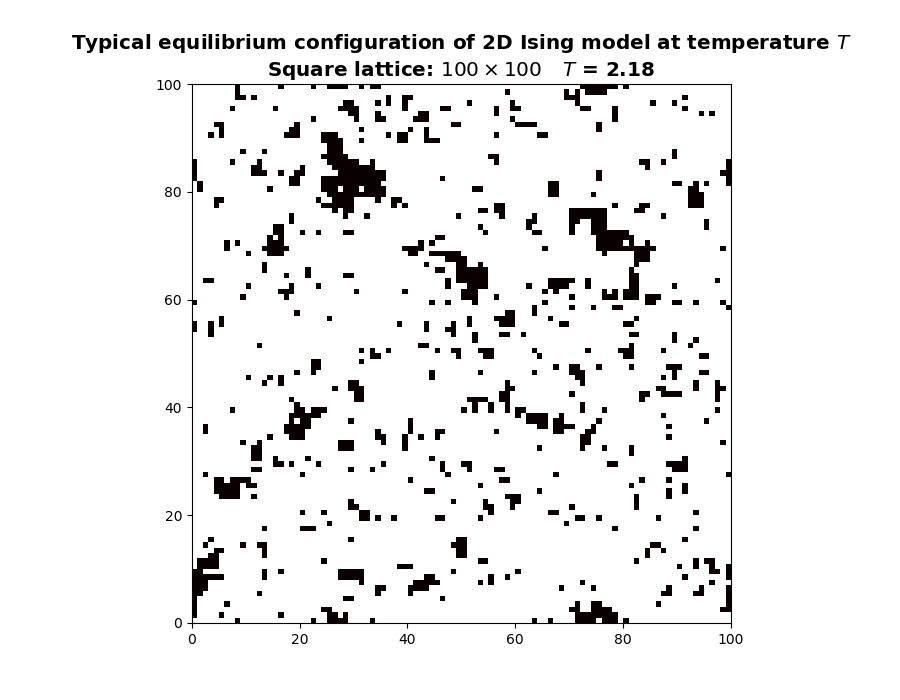 Typical equilibrium configuration of 2D Ising model at temperature T
Square lattice: 100 × 100 T = 2.18
100
80
60
40
20
0
0 20 40 60 80 100